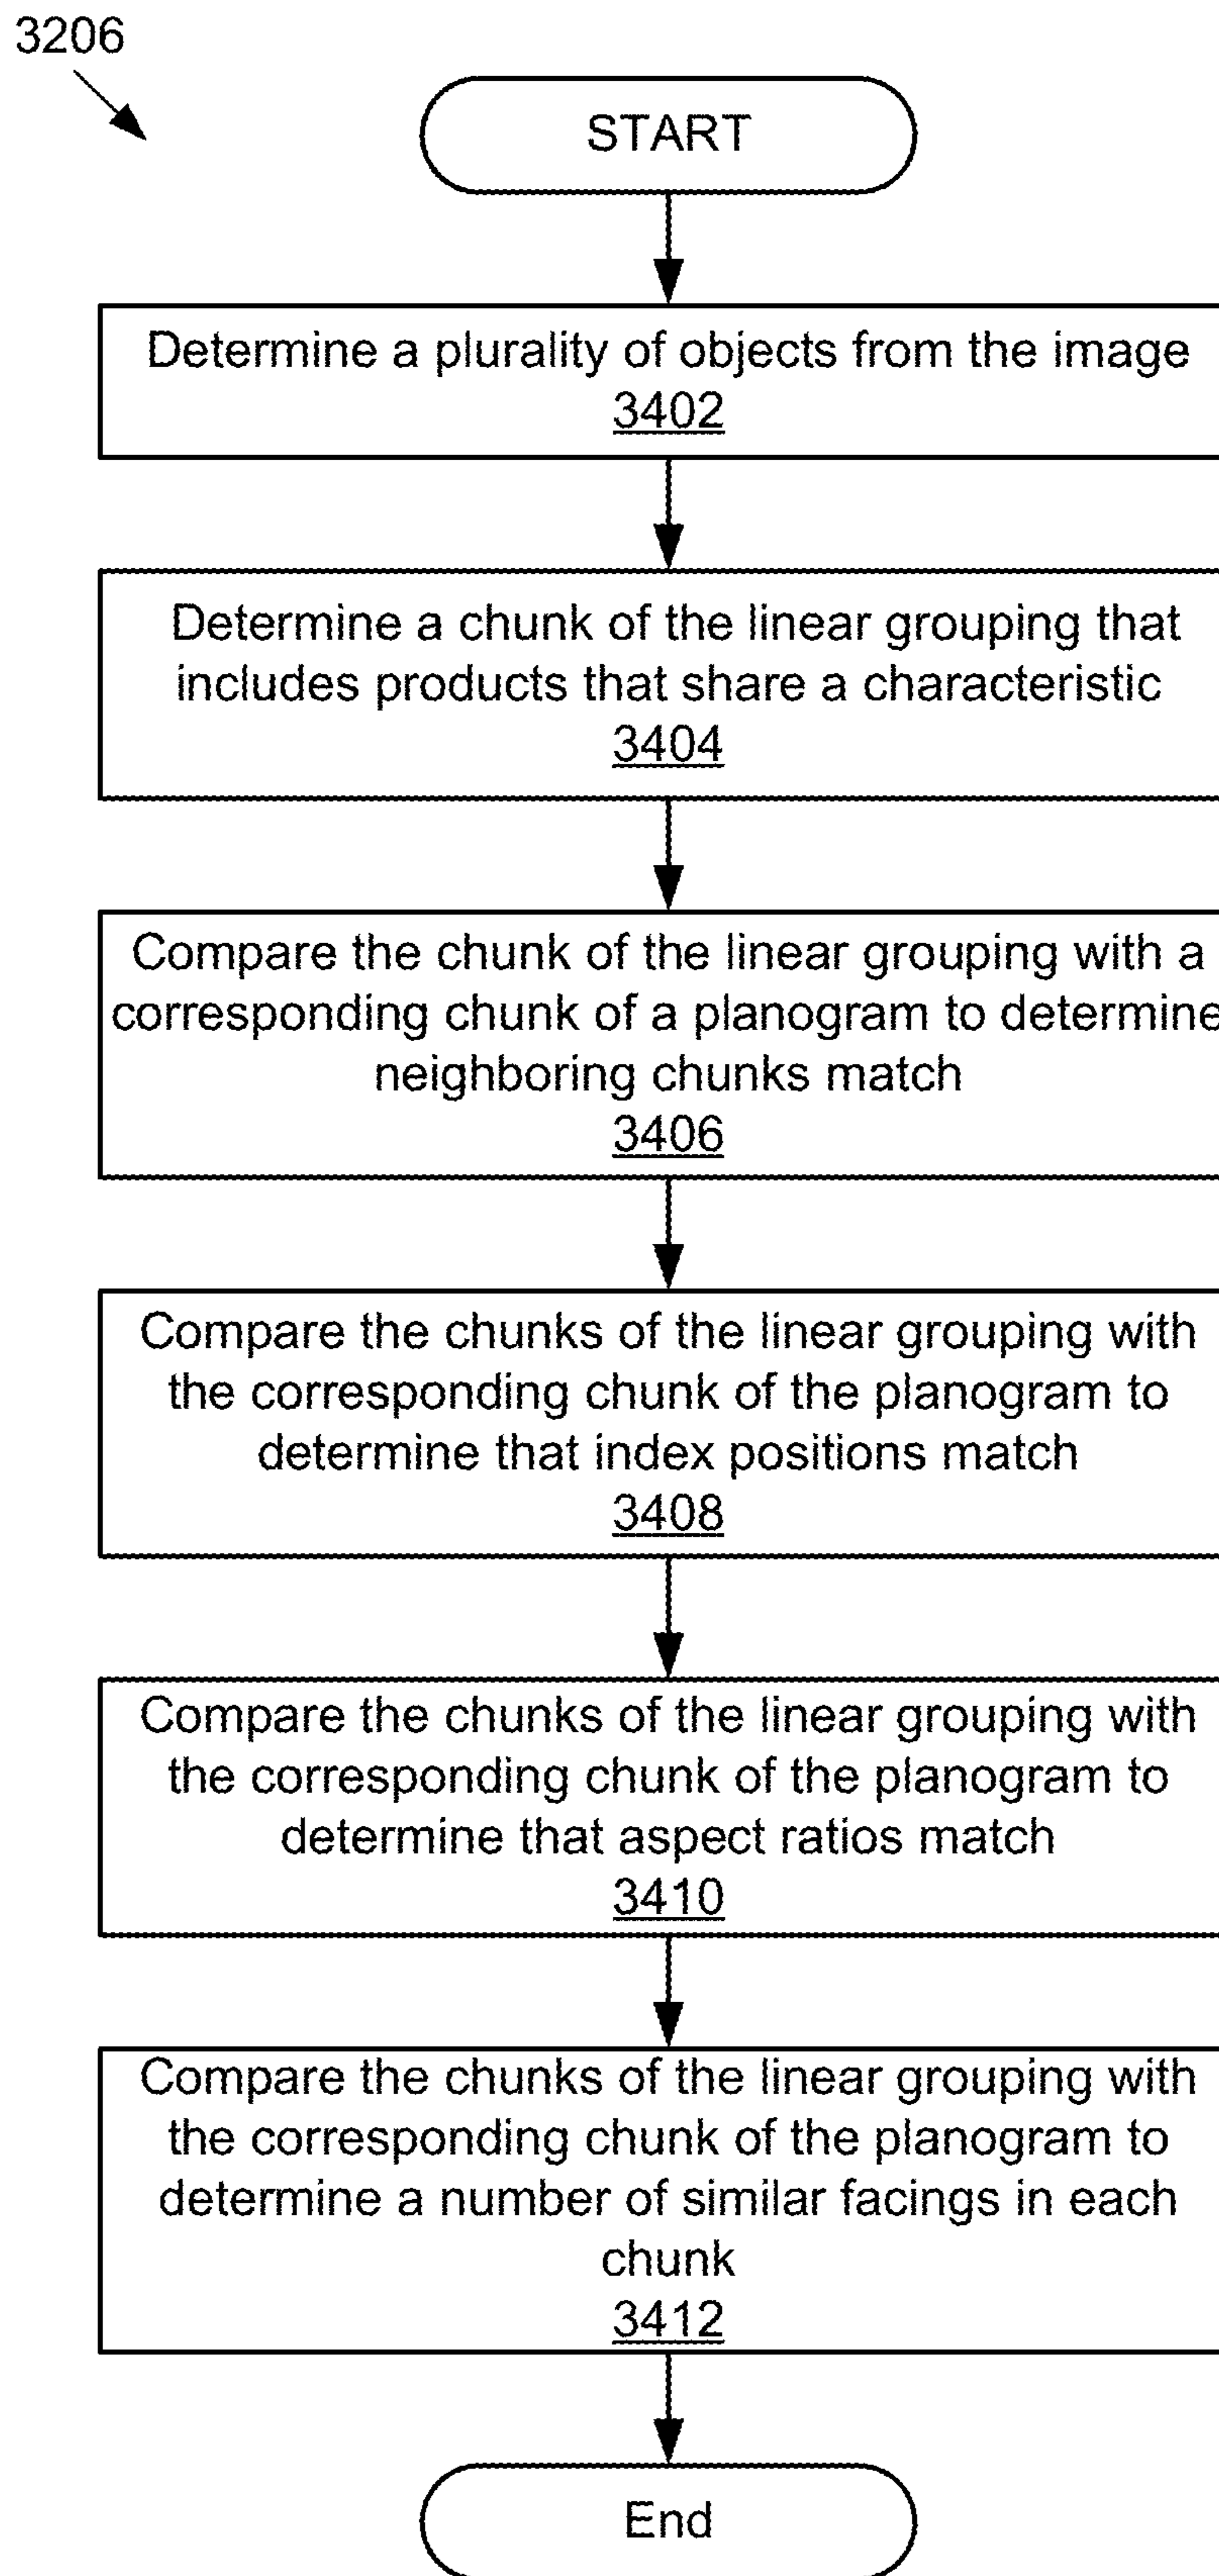 3206
START
Determine a plurality of objects from the image
3402
Determine a chunk of the linear grouping that
includes products that share a characteristic
3404
Compare the chunk of the linear grouping with a
corresponding chunk of a planogram to determine
neighboring chunks match
3406
Compare the chunks of the linear grouping with
the corresponding chunk of the planogram to
determine that index positions match
3408
Compare the chunks of the linear grouping with
the corresponding chunk of the planogram to
determine that aspect ratios match
3410
Compare the chunks of the linear grouping with
the corresponding chunk of the planogram to
determine a number of similar facings in each
chunk
3412
End